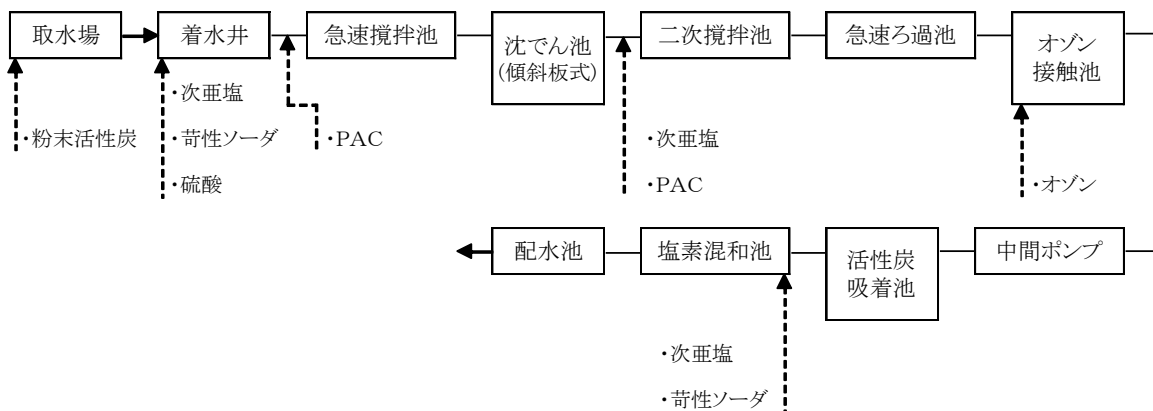 取水場
着水井
急速撹拌池
沈でん池
(傾斜板式)
二次撹拌池
急速ろ過池
オゾン
接触池
・粉末活性炭
・次亜塩
・苛性ソーダ
・硫酸
・PAC
・次亜塩
・PAC
・オゾン
配水池
塩素混和池
活性炭
吸着池
中間ポンプ
・次亜塩
・苛性ソーダ